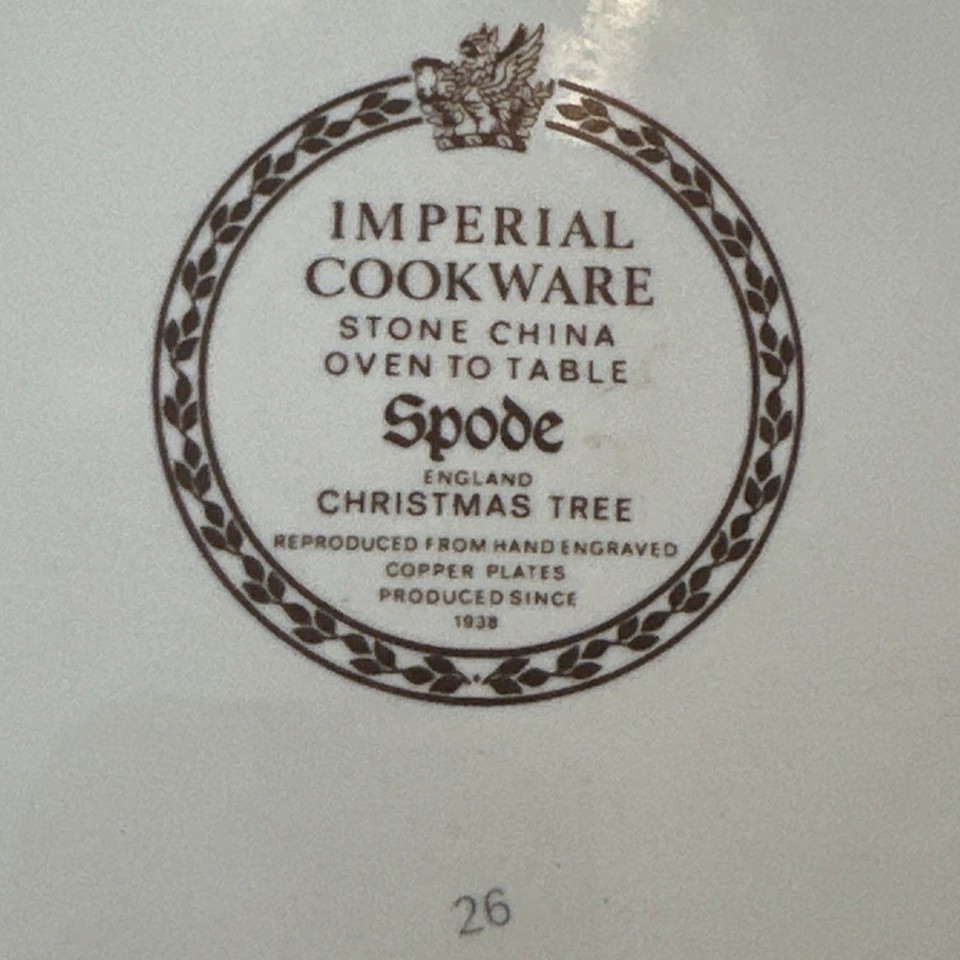 IMPERIAL
COOKWARE
STONE CHINA
OVEN TO TABLE
Spode
ENGLAND
CHRISTMAS TREE
REPRODUCED FROM HAND ENGRAVED
COPPER PLATES
PRODUCED SINCE
1938
26